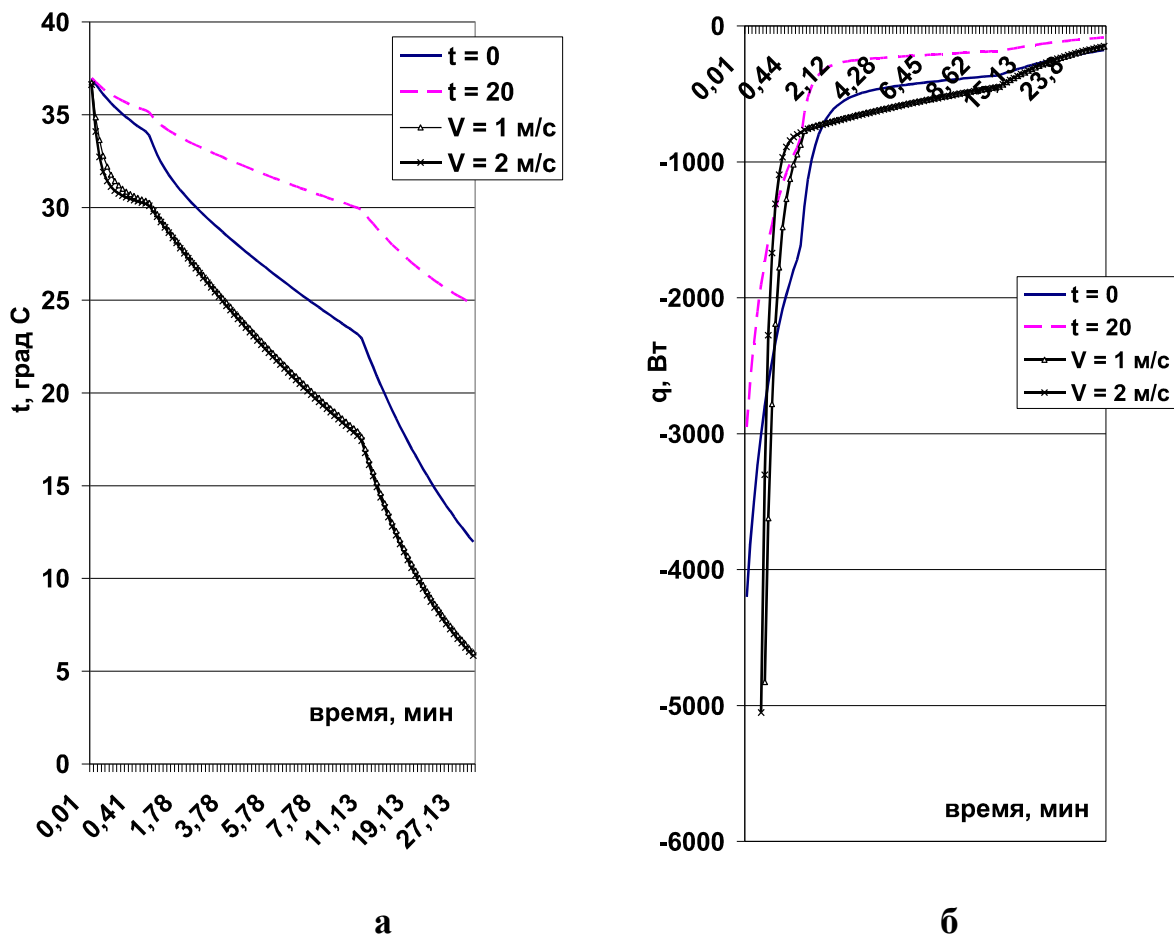 40
35
30
25
20
15
10
5
0
t, град С
t = 0
t = 20
V = 1 м/с
V = 2 м/с
время, мин
0,01
0,41
1,78
3,78
5,78
7,78
11,13
19,13
27,13
а
0
-1000
-2000
-3000
-4000
-5000
-6000
q, Вт
0,01
0,44
2,12
4,28
6,45
8,62
15,13
23,8
t = 0
t = 20
V = 1 м/с
V = 2 м/с
время, мин
б